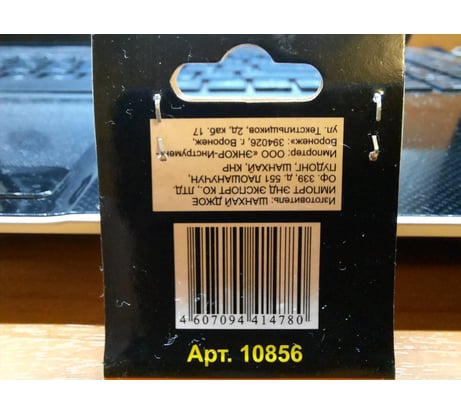 Изготовитель: ШАНХАЙ ДЖОЕ
ИМПОРТ ЭНД ЭКСПОРТ КО., ЛТД.
ОФ. 339, д. 551 ЛАОШАНЧУН,
ПУДОНГ, ШАНХАЙ, КНР
Импортер: ООО «ЭНКОР-Инструмент
Воронеж» 394026, г. Воронеж,
ул. Текстильщиков, 2д, каб. 17
4 607094 414780
Арт. 10856